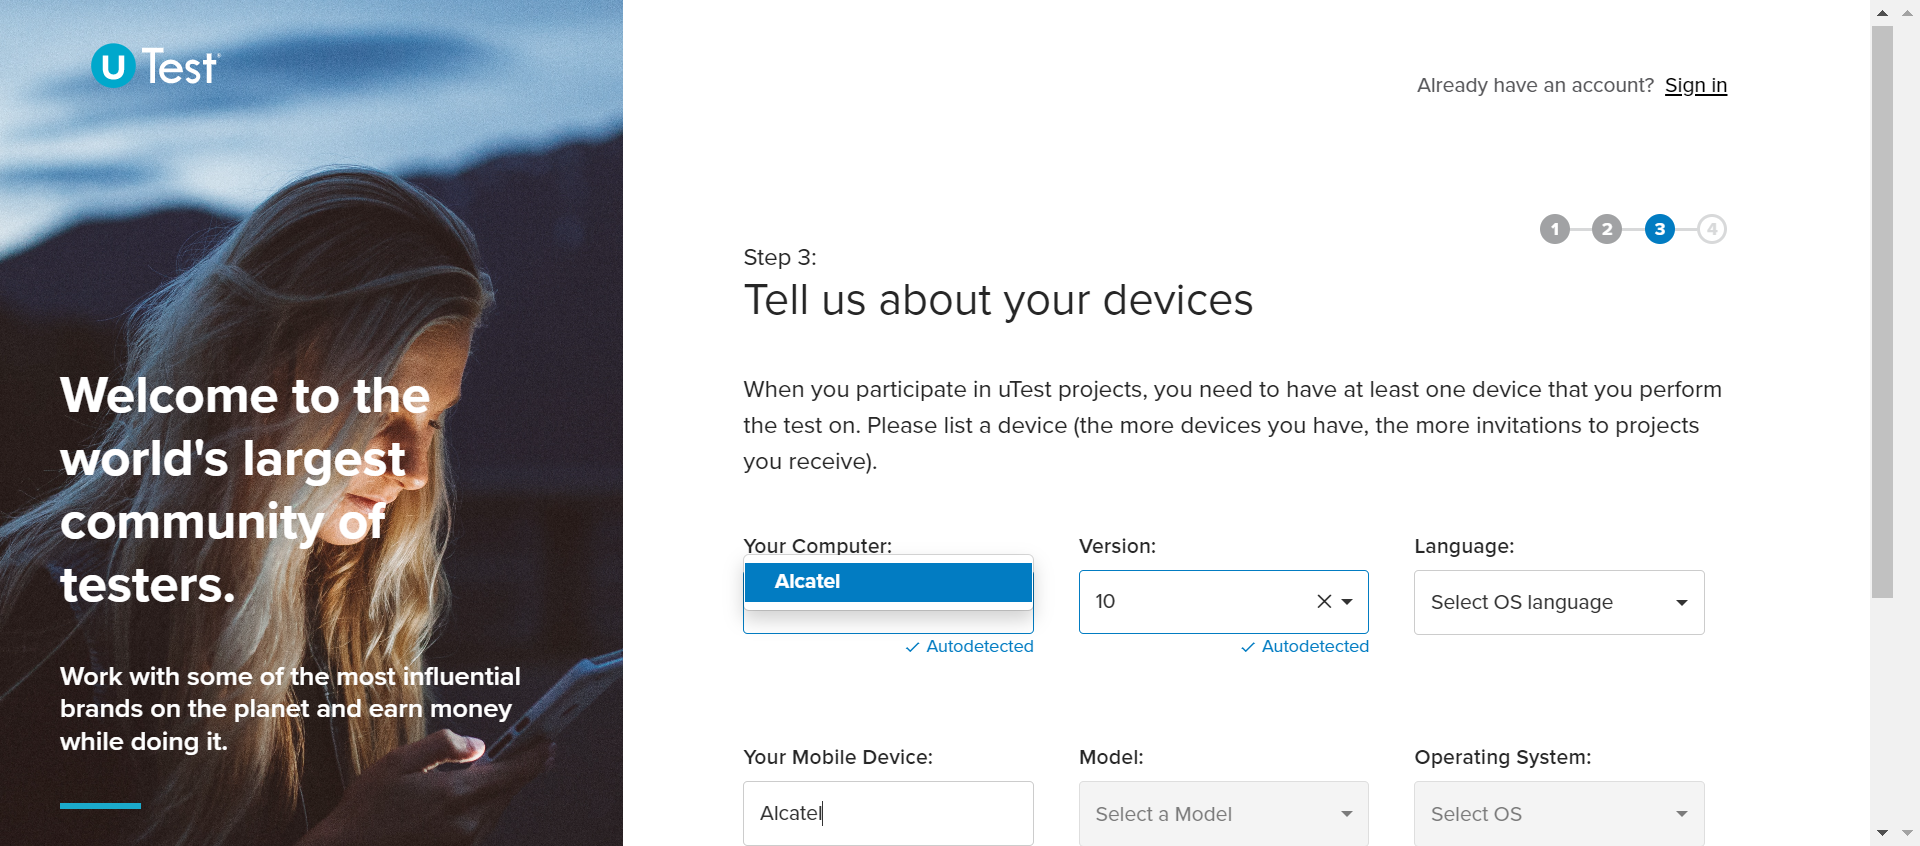 u Test
Already have an account? Sign in
1 2 3 4
Step 3:
Tell us about your devices
Welcome to the
world's largest
community of
testers.
When you participate in uTest projects, you need to have at least one device that you perform
the test on. Please list a device (the more devices you have, the more invitations to projects
you receive).
Your Computer:
Alcatel
Autodetected
Version:
10
Autodetected
Language:
Select OS language
Work with some of the most influential
brands on the planet and earn money
while doing it.
Your Mobile Device:
Alcatel
Model:
Select a Model
Operating System:
Select OS